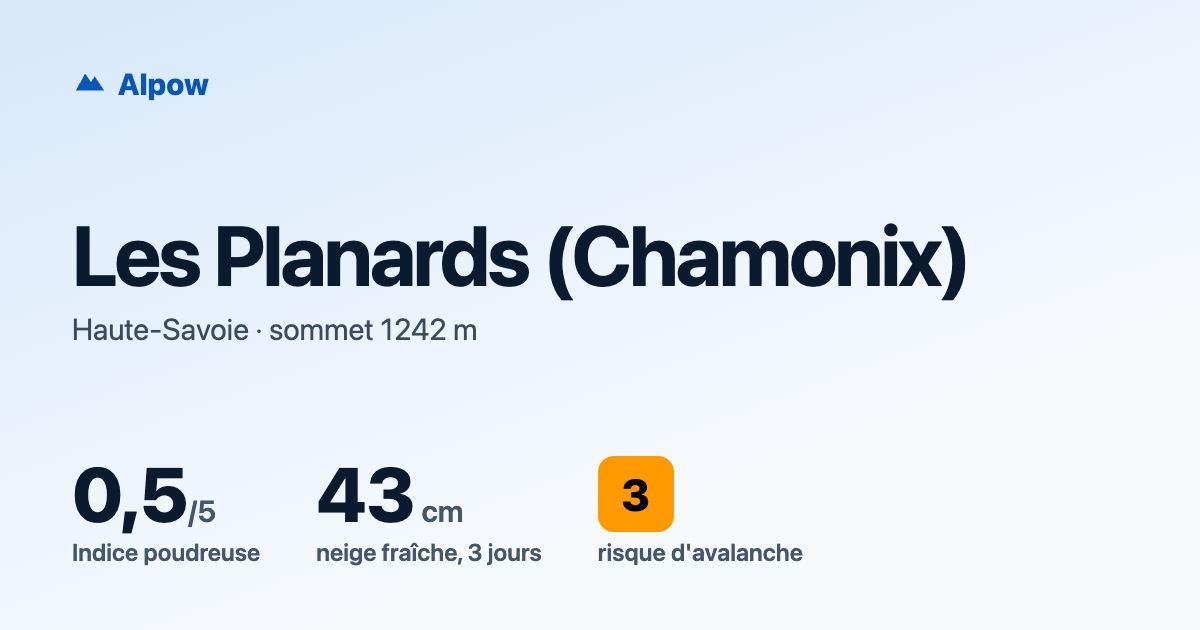 Alpow
Les Planards (Chamonix)
Haute-Savoie · sommet 1242 m
0,5/5
Indice poudreuse
43 cm
neige fraîche, 3 jours
3
risque d'avalanche